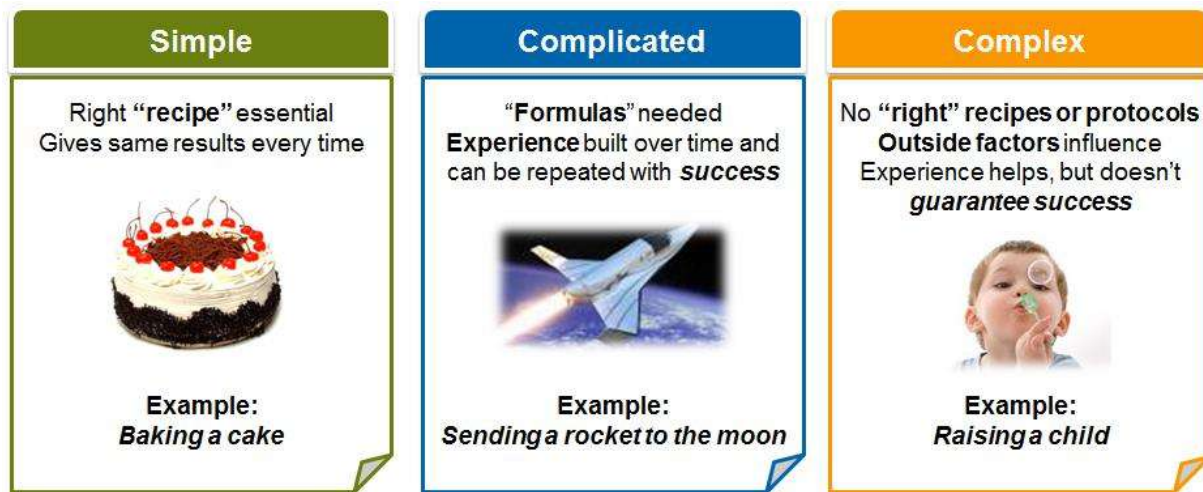 Simple
Right “recipe” essential
Gives same results every time
Example:
Baking a cake
Complicated
“Formulas” needed
Experience built over time and
can be repeated with success
Example:
Sending a rocket to the moon
Complex
No “right” recipes or protocols
Outside factors influence
Experience helps, but doesn’t
guarantee success
Example:
Raising a child